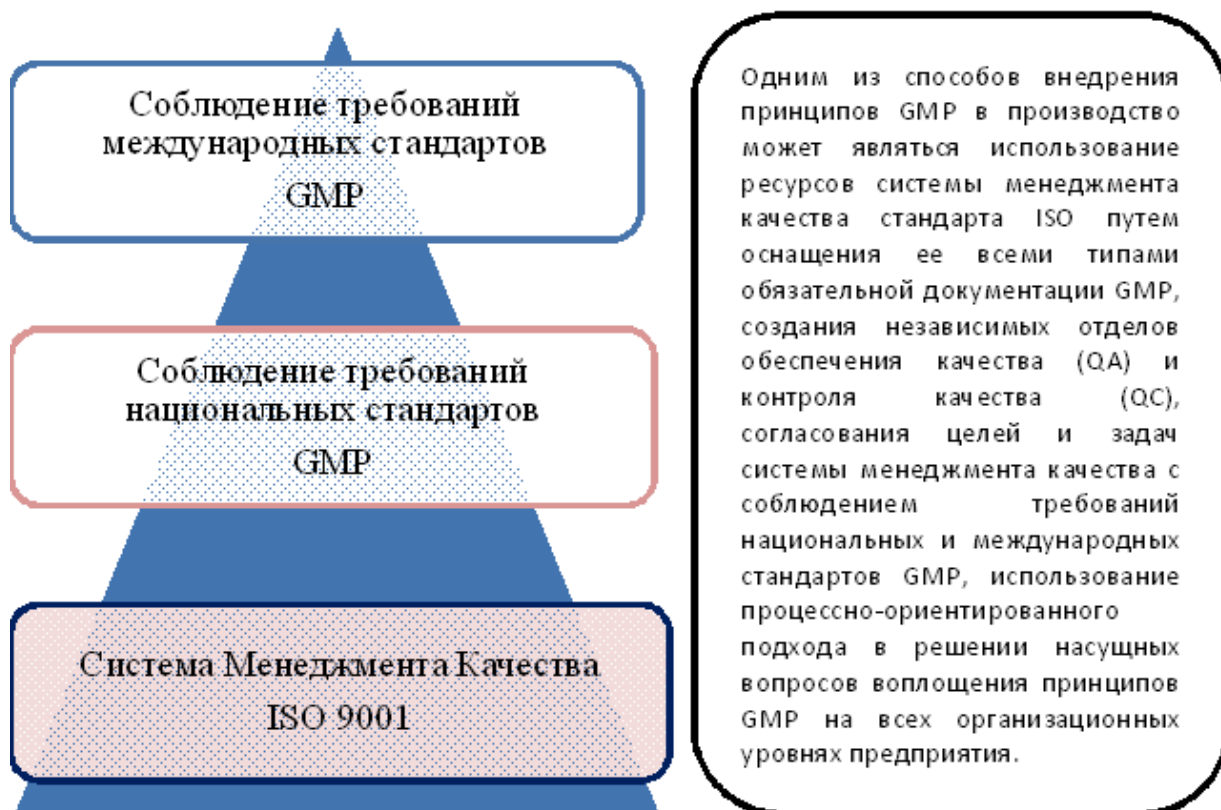 Соблюдение требований
международных стандартов
GMP
Соблюдение требований
национальных стандартов
GMP
Система Менеджмента Качества
ISO 9001
Одним из способов внедрения
принципов GMP в производство
может являться использование
ресурсов системы менеджмента
качества стандарта ISO путем
оснащения ее всеми типами
обязательной документации GMP,
создания независимых отделов
обеспечения качества (QA) и
контроля качества (QC),
согласования целей и задач
системы менеджмента качества с
соблюдением требований
национальных и международных
стандартов GMP, использование
процессно-ориентированного
подхода в решении насущных
вопросов воплощения принципов
GMP на всех организационных
уровнях предприятия.